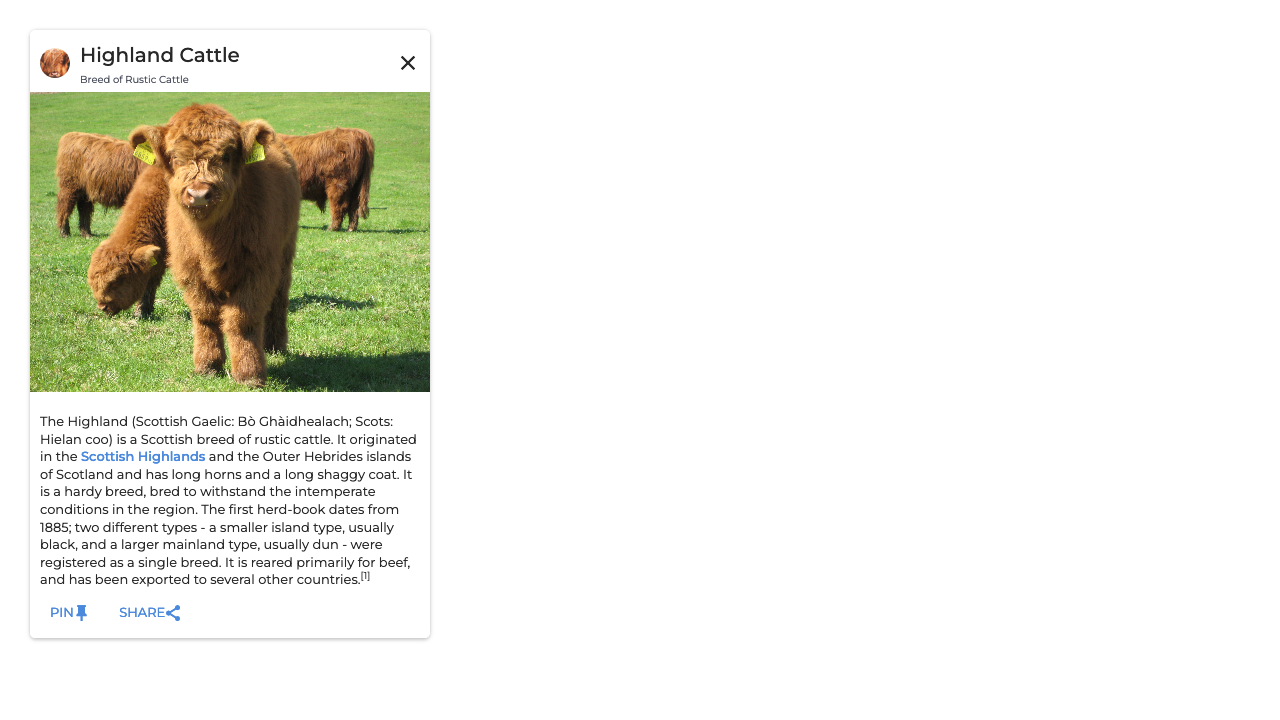 Highland Cattle
Breed of Rustic Cattle
The Highland (Scottish Gaelic: Bò Ghàidhealach; Scots:
Hielan coo) is a Scottish breed of rustic cattle. It originated
in the Scottish Highlands and the Outer Hebrides islands
of Scotland and has long horns and a long shaggy coat. It
is a hardy breed, bred to withstand the intemperate
conditions in the region. The first herd-book dates from
1885; two different types - a smaller island type, usually
black, and a larger mainland type, usually dun - were
registered as a single breed. It is reared primarily for beef,
and has been exported to several other countries.[1]
PIN SHARE